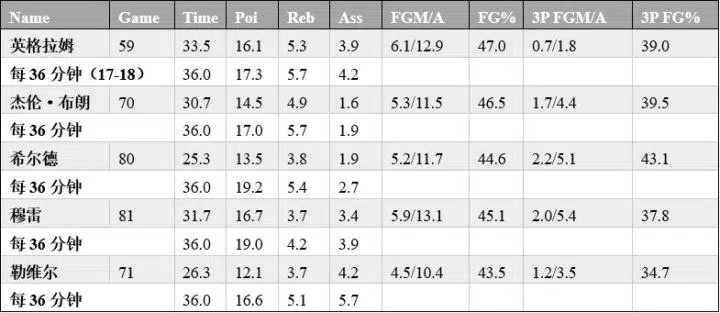 Name Game Time Poi Reb Ass FGM/A FG% 3P FGM/A 3P FG%
英格拉姆 59 33.5 16.1 5.3 3.9 6.1/12.9 47.0 0.7/1.8 39.0
每 36 分钟（17-18） 36.0 17.3 5.7 4.2
杰伦·布朗 70 30.7 14.5 4.9 1.6 5.3/11.5 46.5 1.7/4.4 39.5
每 36 分钟 36.0 17.0 5.7 1.9
希尔德 80 25.3 13.5 3.8 1.9 5.2/11.7 44.6 2.2/5.1 43.1
每 36 分钟 36.0 19.2 5.4 2.7
穆雷 81 31.7 16.7 3.7 3.4 5.9/13.1 45.1 2.0/5.4 37.8
每 36 分钟 36.0 19.0 4.2 3.9
勒维尔 71 26.3 12.1 3.7 4.2 4.5/10.4 43.5 1.2/3.5 34.7
每 36 分钟 36.0 16.6 5.1 5.7